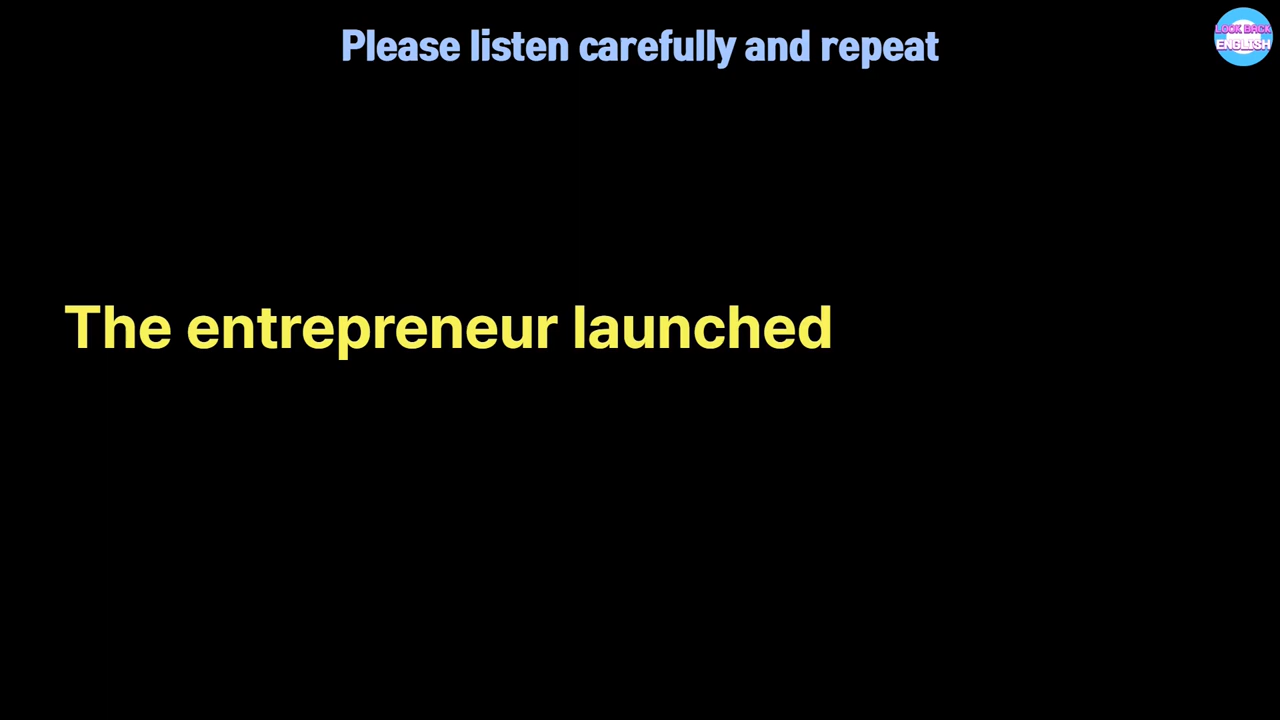 Please listen carefully and repeat
LOOK BACK
ENGLISH
The entrepreneur launched